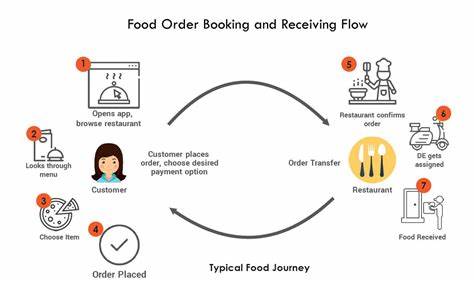 Food Order Booking and Receiving Flow
1
Opens app,
browse restaurant
2
Looks through
menu
3
Choose Item
4
Order Placed
Customer
Customer places
order, choose desired
payment option
Order Transfer
Restaurant
5
Restaurant confirms
order
6
DE gets
assigned
7
Food Received
Typical Food Journey